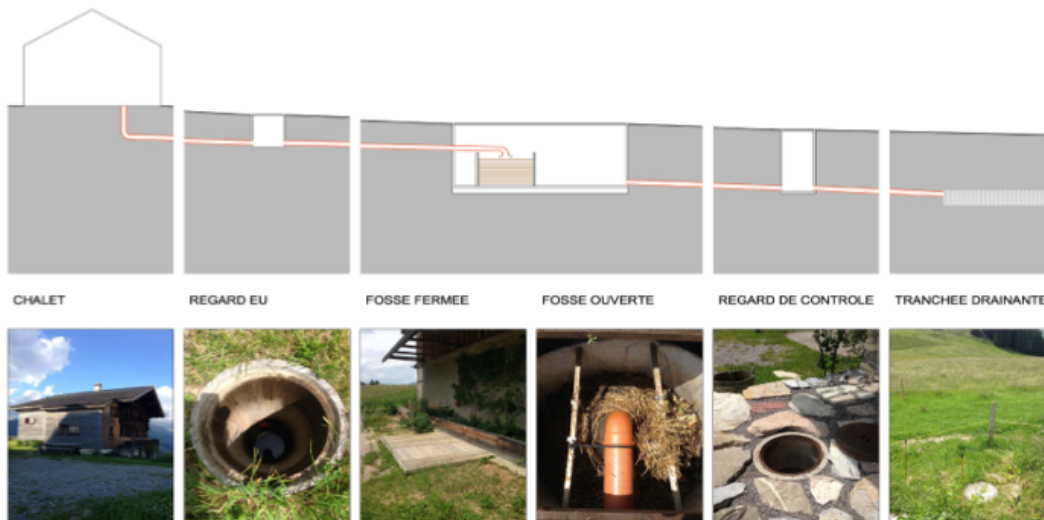 CHALET
REGARD EU
FOSSE FERMEE
FOSSE OUVERTE
REGARD DE CONTROLE
TRANCHEE DRAINANTE